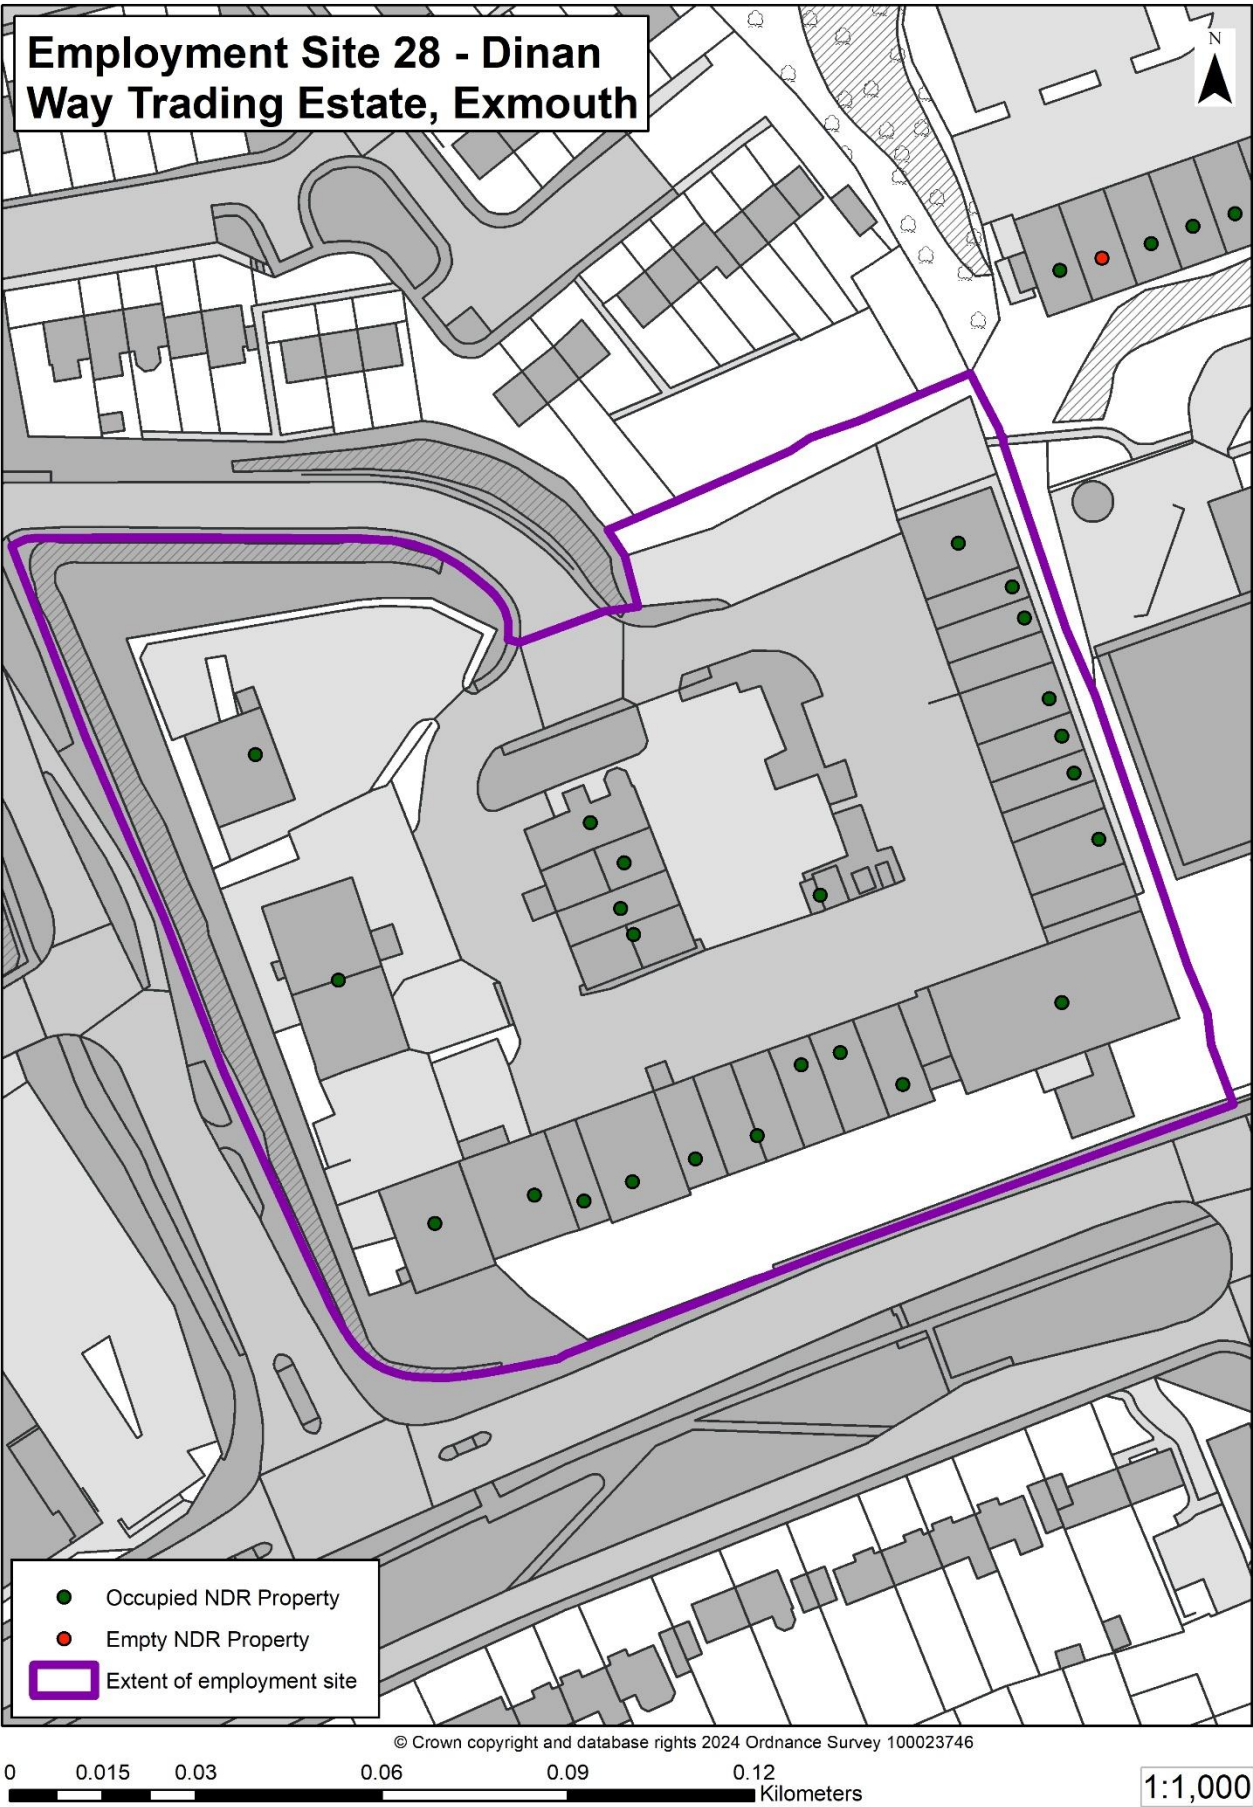 Employment Site 28 - Dinan
Way Trading Estate, Exmouth
N
Occupied NDR Property
Empty NDR Property
Extent of employment site
© Crown copyright and database rights 2024 Ordnance Survey 100023746
0 0.015 0.03 0.06 0.09 0.12
Kilometers
1:1,000